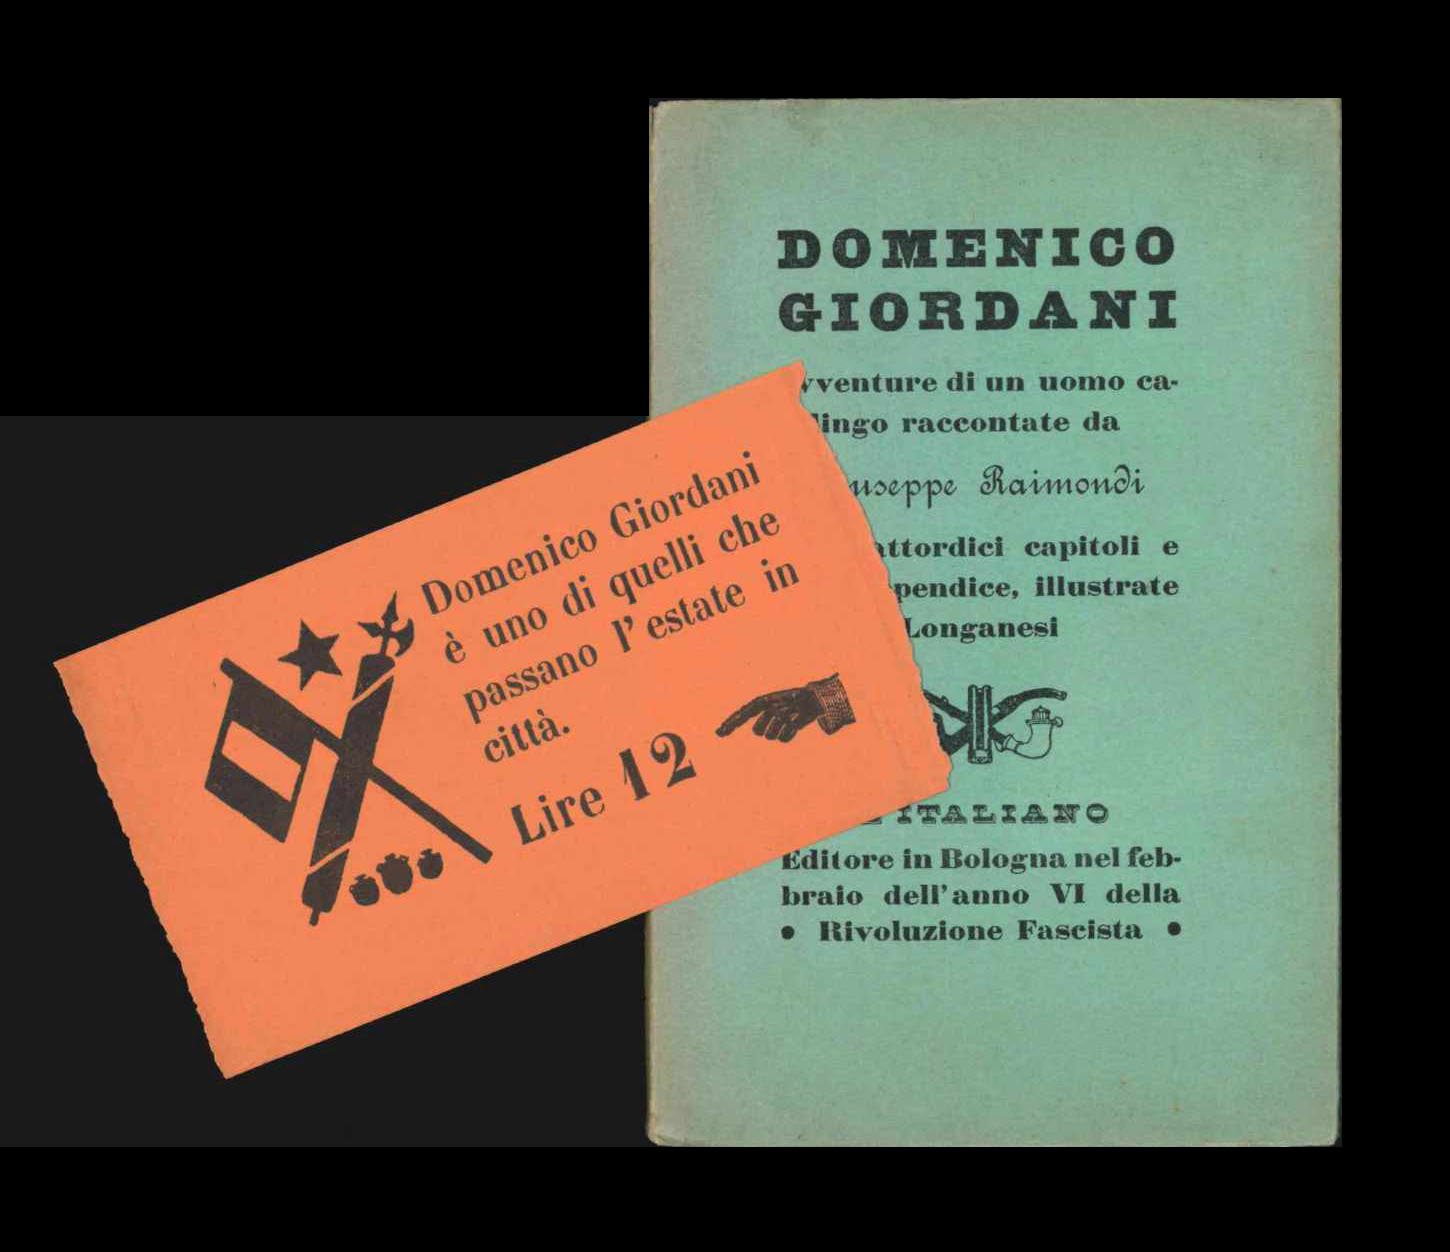 DOMENICO
GIORDANI
vventure di un uomo ca-
lingo raccontate da
useppe Raimondi
attordici capitoli e
pendice, illustrate
Longanesi
L'ITALIANO
Editore in Bologna nel feb-
braio dell'anno VI della
• Rivoluzione Fascista •
Domenico Giordani
è uno di quelli che
passano l'estate in
città.
Lire 12